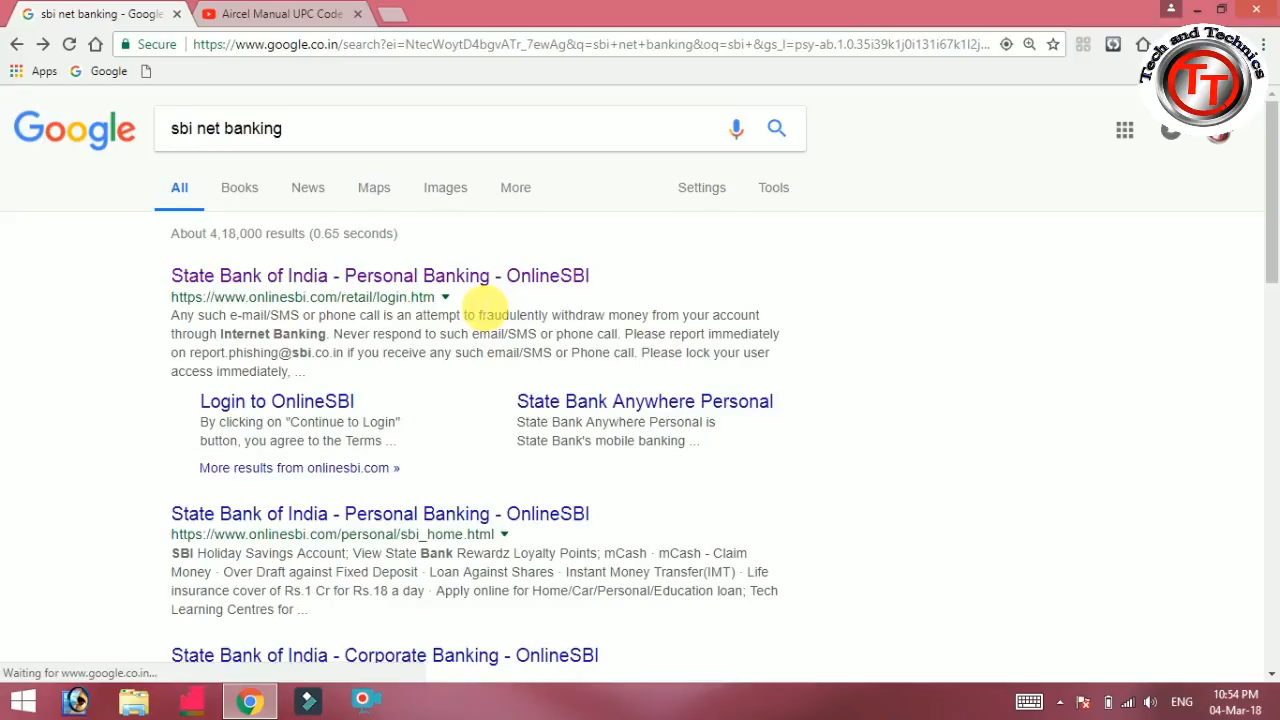 sbi net banking - Google
Aircel Manual UPC Code
Secure
https://www.google.co.in/search?ei=NtecWoytD4bgvATr_7ewAg&q=sbi+net+banking&oq=sbi+&gs_l=psy-ab.1.0.35i39k1j0i131i67k1l2j...
Apps
Google
Tech and Technics
TT
Google
sbi net banking
All
Books
News
Maps
Images
More
Settings
Tools
About 4,18,000 results (0.65 seconds)
State Bank of India - Personal Banking - OnlineSBI
https://www.onlinesbi.com/retail/login.htm
Any such e-mail/SMS or phone call is an attempt to fraudulently withdraw money from your account
through Internet Banking. Never respond to such email/SMS or phone call. Please report immediately
on report.phishing@sbi.co.in if you receive any such email/SMS or Phone call. Please lock your user
access immediately, ...
Login to OnlineSBI
By clicking on "Continue to Login"
button, you agree to the Terms ...
State Bank Anywhere Personal
State Bank Anywhere Personal is
State Bank's mobile banking ...
More results from onlinesbi.com »
State Bank of India - Personal Banking - OnlineSBI
https://www.onlinesbi.com/personal/sbi_home.html
SBI Holiday Savings Account; View State Bank Rewardz Loyalty Points; mCash · mCash - Claim
Money · Over Draft against Fixed Deposit · Loan Against Shares · Instant Money Transfer(IMT) · Life
insurance cover of Rs.1 Cr for Rs.18 a day · Apply online for Home/Car/Personal/Education loan; Tech
Learning Centres for ...
State Bank of India - Corporate Banking - OnlineSBI
Waiting for www.google.co.in...
ENG
10:54 PM
04-Mar-18